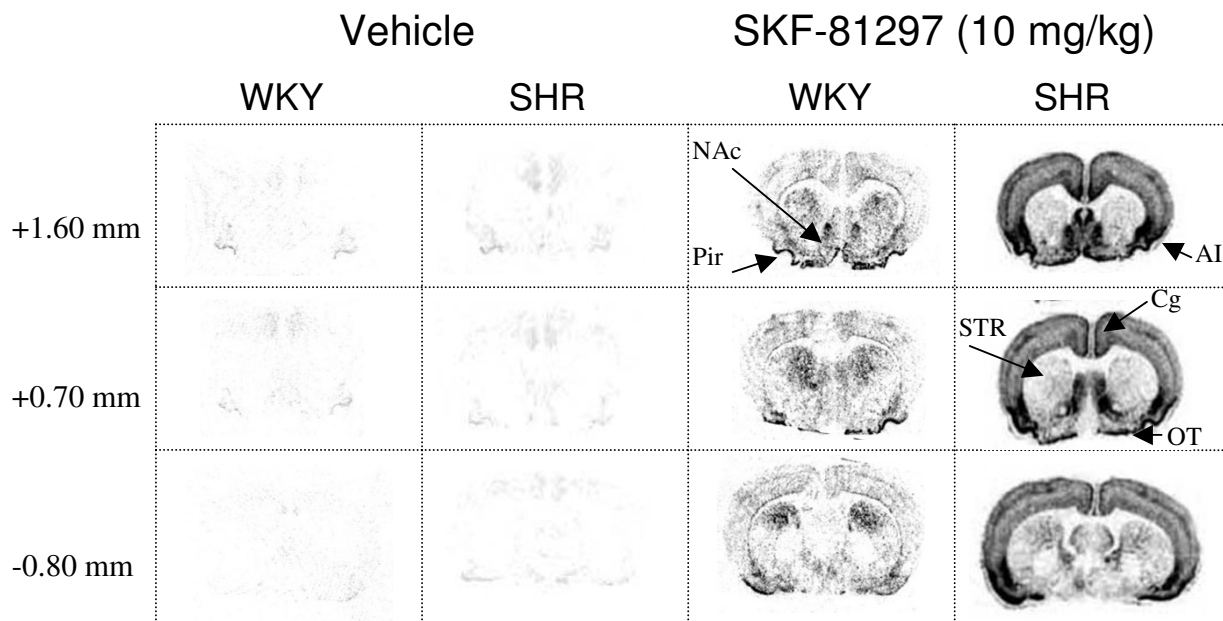 Vehicle SKF-81297 (10 mg/kg)
WKY SHR WKY SHR
NAc
+1.60 mm
Pir AI
Cg
STR
+0.70 mm
OT
-0.80 mm